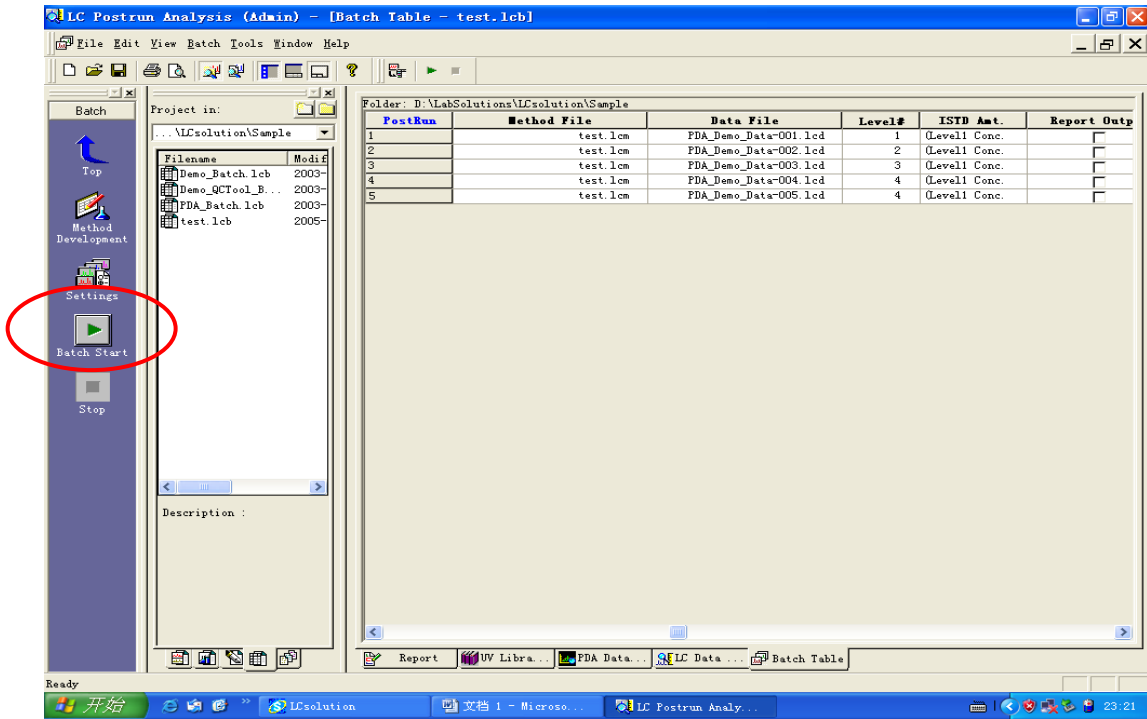 LC Postrun Analysis (Admin) - [Batch Table - test.lcb]
File Edit View Batch Tools Window Help
Batch
Top
Method
Development
Settings
Batch Start
Stop
Project in:
...\LCsolution\Sample
Filename Modif
Demo_Batch.lcb 2003-
Demo_QCTool_B... 2003-
PDA_Batch.lcb 2003-
test.lcb 2005-
Description :
Folder: D:\LabSolutions\LCsolution\Sample
PostRun Method File Data File Level# ISTD Amt. Report Outp
1 test.lcm PDA_Demo_Data-001.lcd 1 (Level1 Conc.
2 test.lcm PDA_Demo_Data-002.lcd 2 (Level1 Conc.
3 test.lcm PDA_Demo_Data-003.lcd 3 (Level1 Conc.
4 test.lcm PDA_Demo_Data-004.lcd 4 (Level1 Conc.
5 test.lcm PDA_Demo_Data-005.lcd 4 (Level1 Conc.
Report UV Libra... PDA Data... LC Data ... Batch Table
Ready
开始 LCsolution 文档 1 - Microso... LC Postrun Analy... 23:21